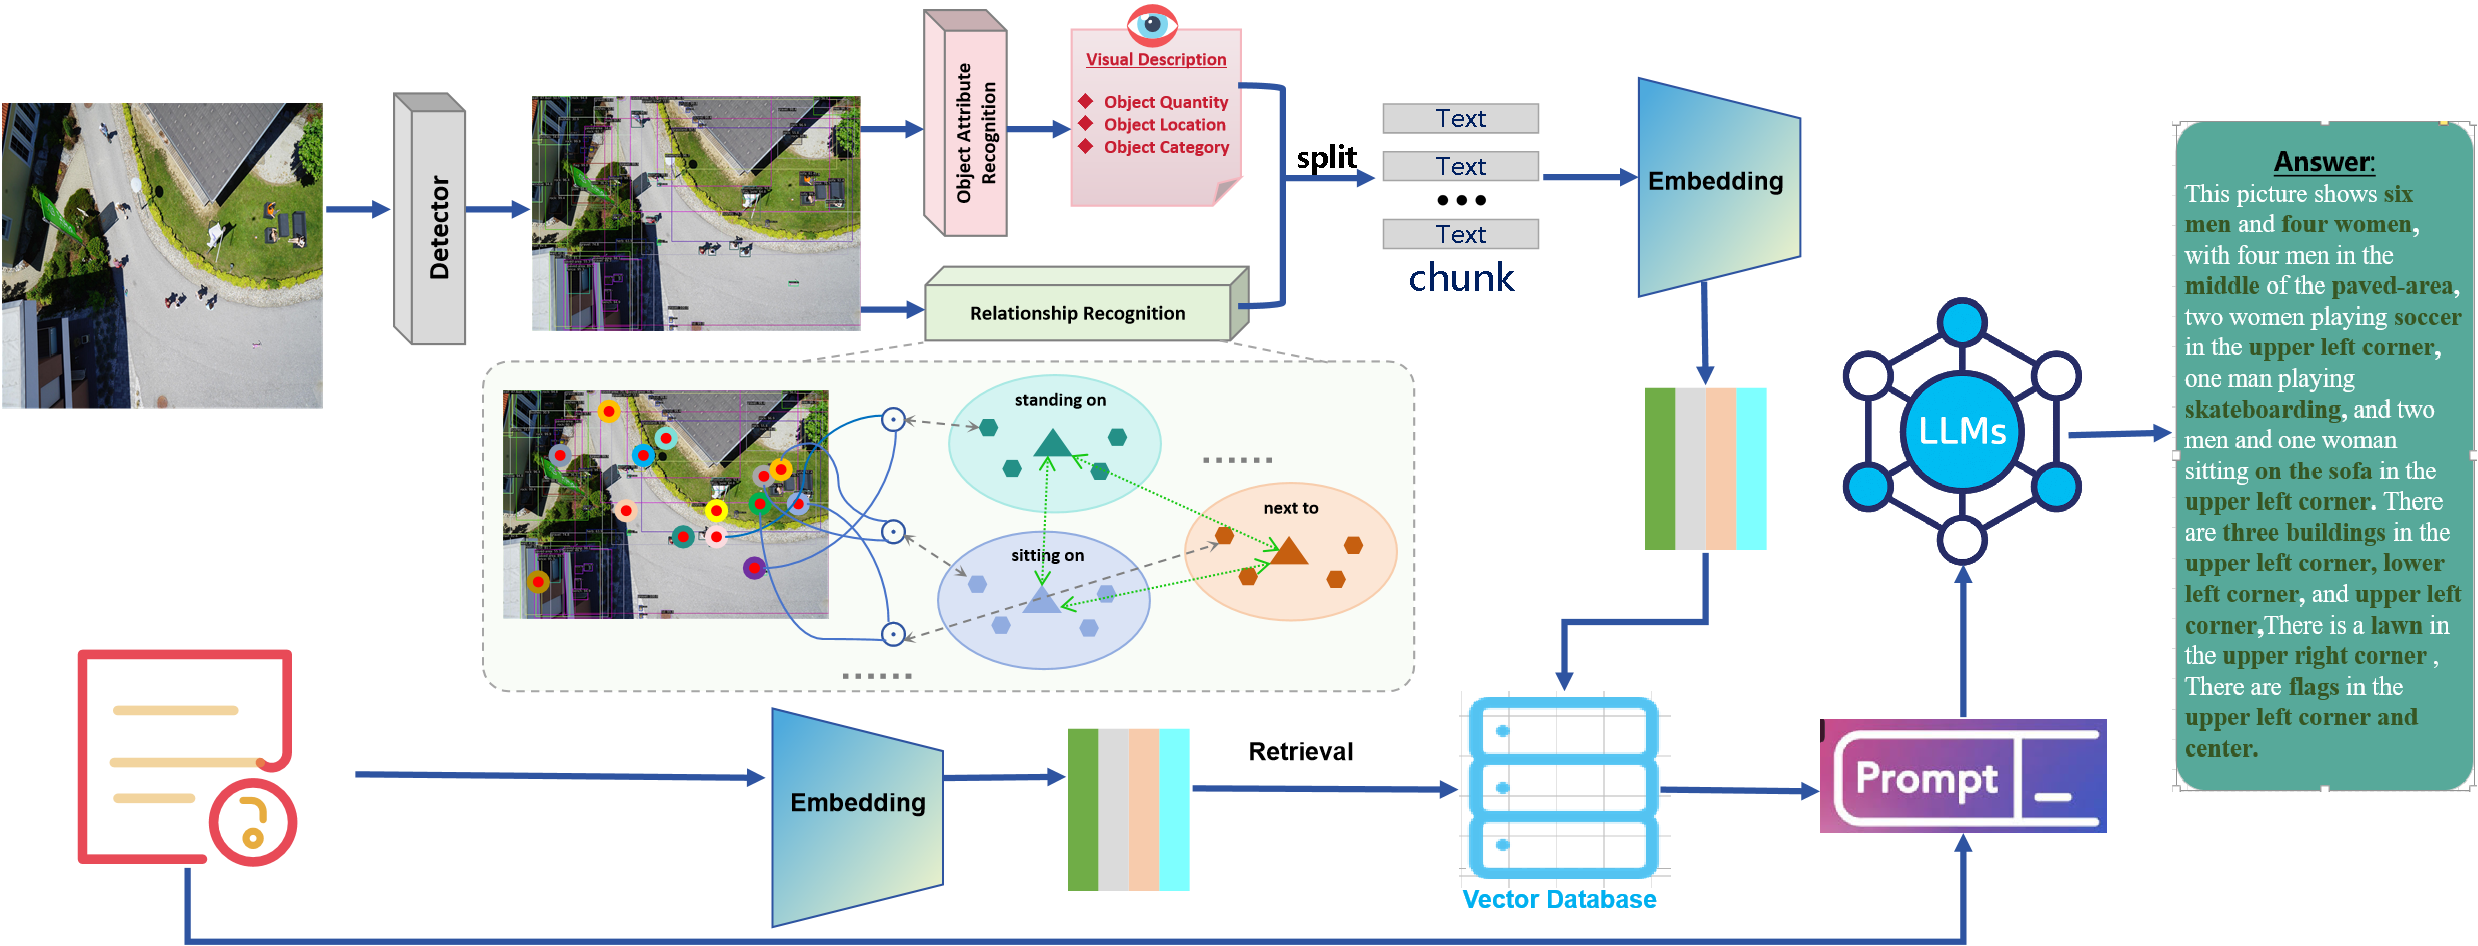 Detector
Object Attribute
Recognition
Visual Description
Object Quantity
Object Location
Object Category
Relationship Recognition
split
Text
Text
Text
chunk
Embedding
standing on
sitting on
next to
Embedding
Retrieval
Vector Database
Prompt
LLMs
Answer:
This picture shows six
men and four women,
with four men in the
middle of the paved-area,
two women playing soccer
in the upper left corner,
one man playing
skateboarding, and two
men and one woman
sitting on the sofa in the
upper left corner. There
are three buildings in the
upper left corner, lower
left corner, and upper left
corner,There is a lawn in
the upper right corner ,
There are flags in the
upper left corner and
center.